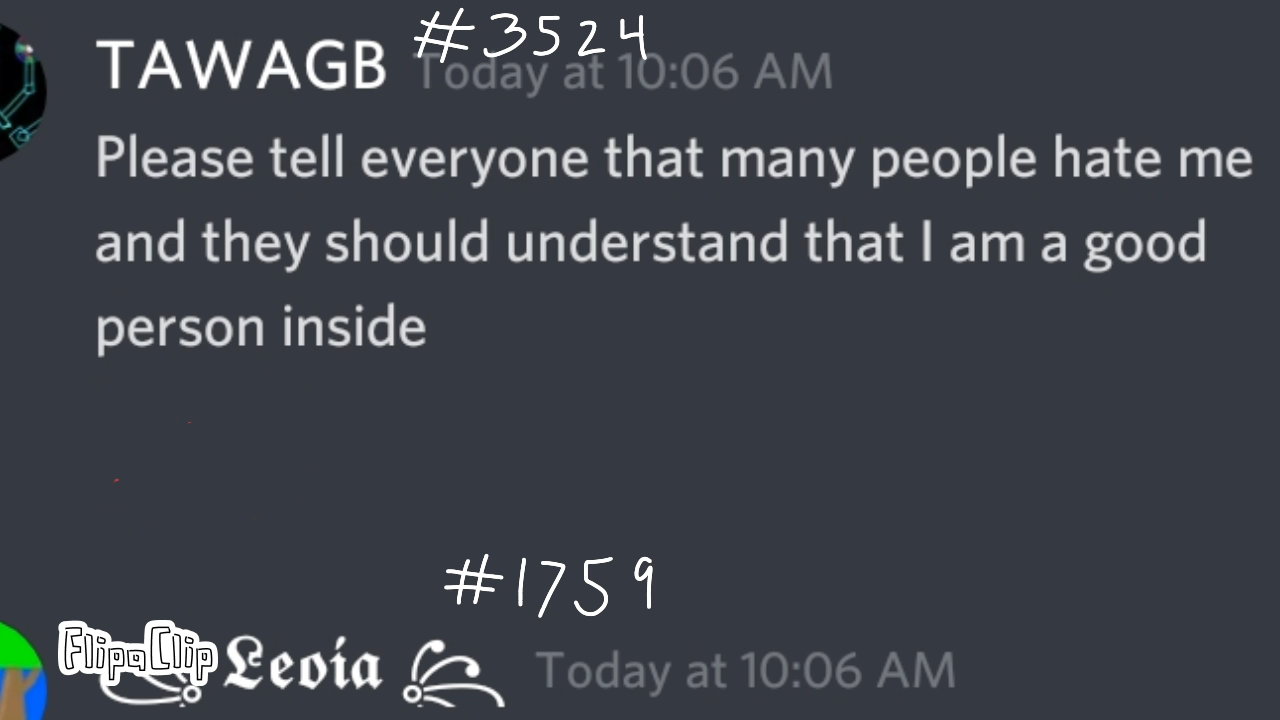 TAWAGB #3524 Today at 10:06 AM
Please tell everyone that many people hate me
and they should understand that I am a good
person inside
#1759
FlipaClip 𝕷𝖊𝖔𝖎𝖆 Today at 10:06 AM